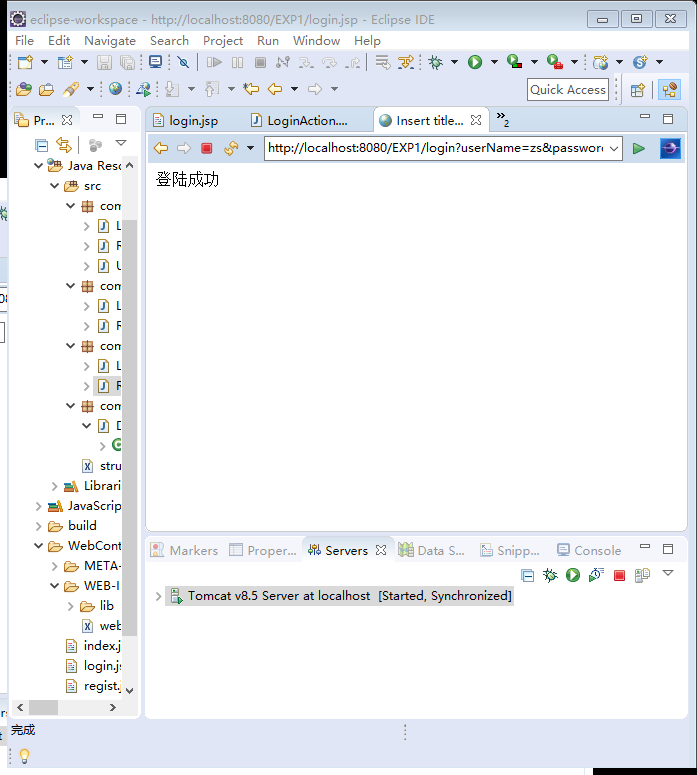 eclipse-workspace - http://localhost:8080/EXP1/login.jsp - Eclipse IDE
File Edit Navigate Search Project Run Window Help
Quick Access
Pr...
login.jsp
LoginAction....
Insert title...
2
http://localhost:8080/EXP1/login?userName=zs&password
登陆成功
Java Reso
src
com
L
R
U
com
L
R
com
L
R
com
D
stru
Librari
JavaScrip
build
WebCont
META-
WEB-I
lib
web
index.j
login.js
regist.j
Markers
Proper...
Servers
Data S...
Snipp...
Console
Tomcat v8.5 Server at localhost [Started, Synchronized]
完成